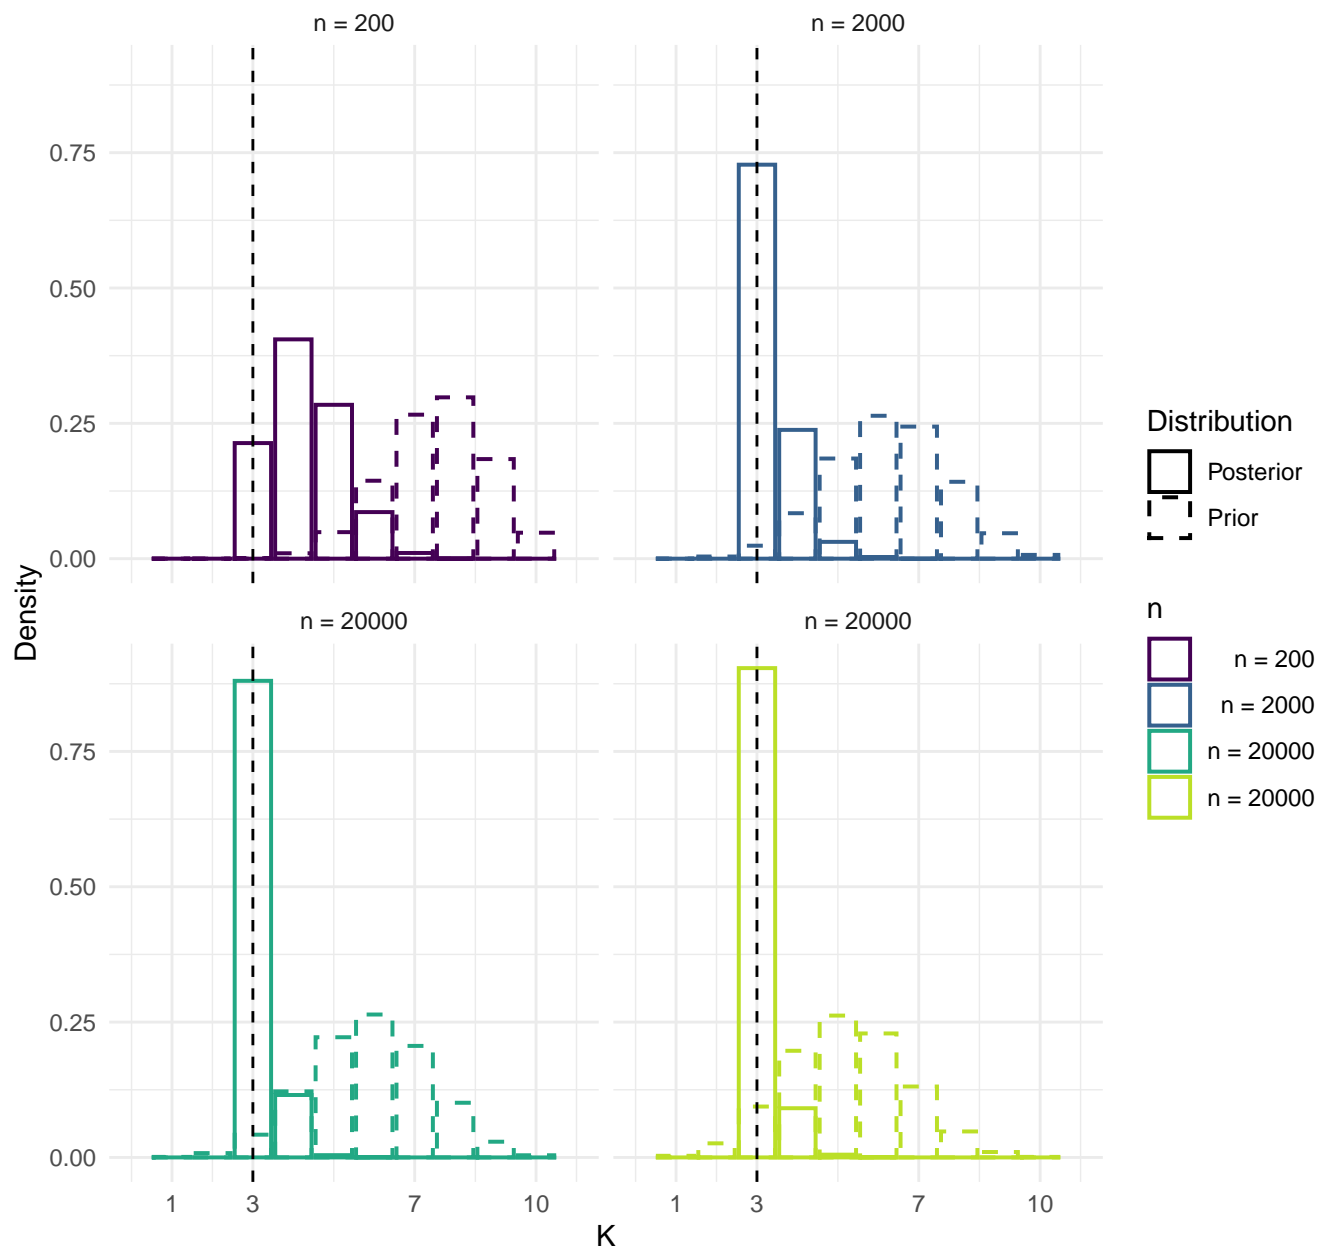 n = 200
n = 2000
0.75
0.50
0.25
0.00
n = 20000
n = 20000
0.75
0.50
0.25
0.00
1 3 7 10
1 3 7 10
K
Density
Distribution
Posterior
Prior
n
n = 200
n = 2000
n = 20000
n = 20000